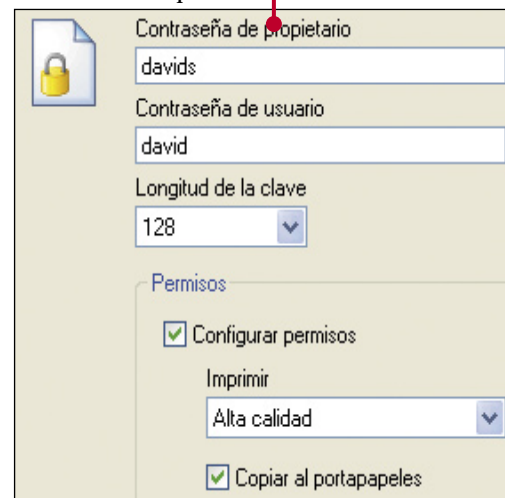 Contraseña de propietario
davids
Contraseña de usuario
david
Longitud de la clave
128
Permisos
Configurar permisos
Imprimir
Alta calidad
Copiar al portapapeles